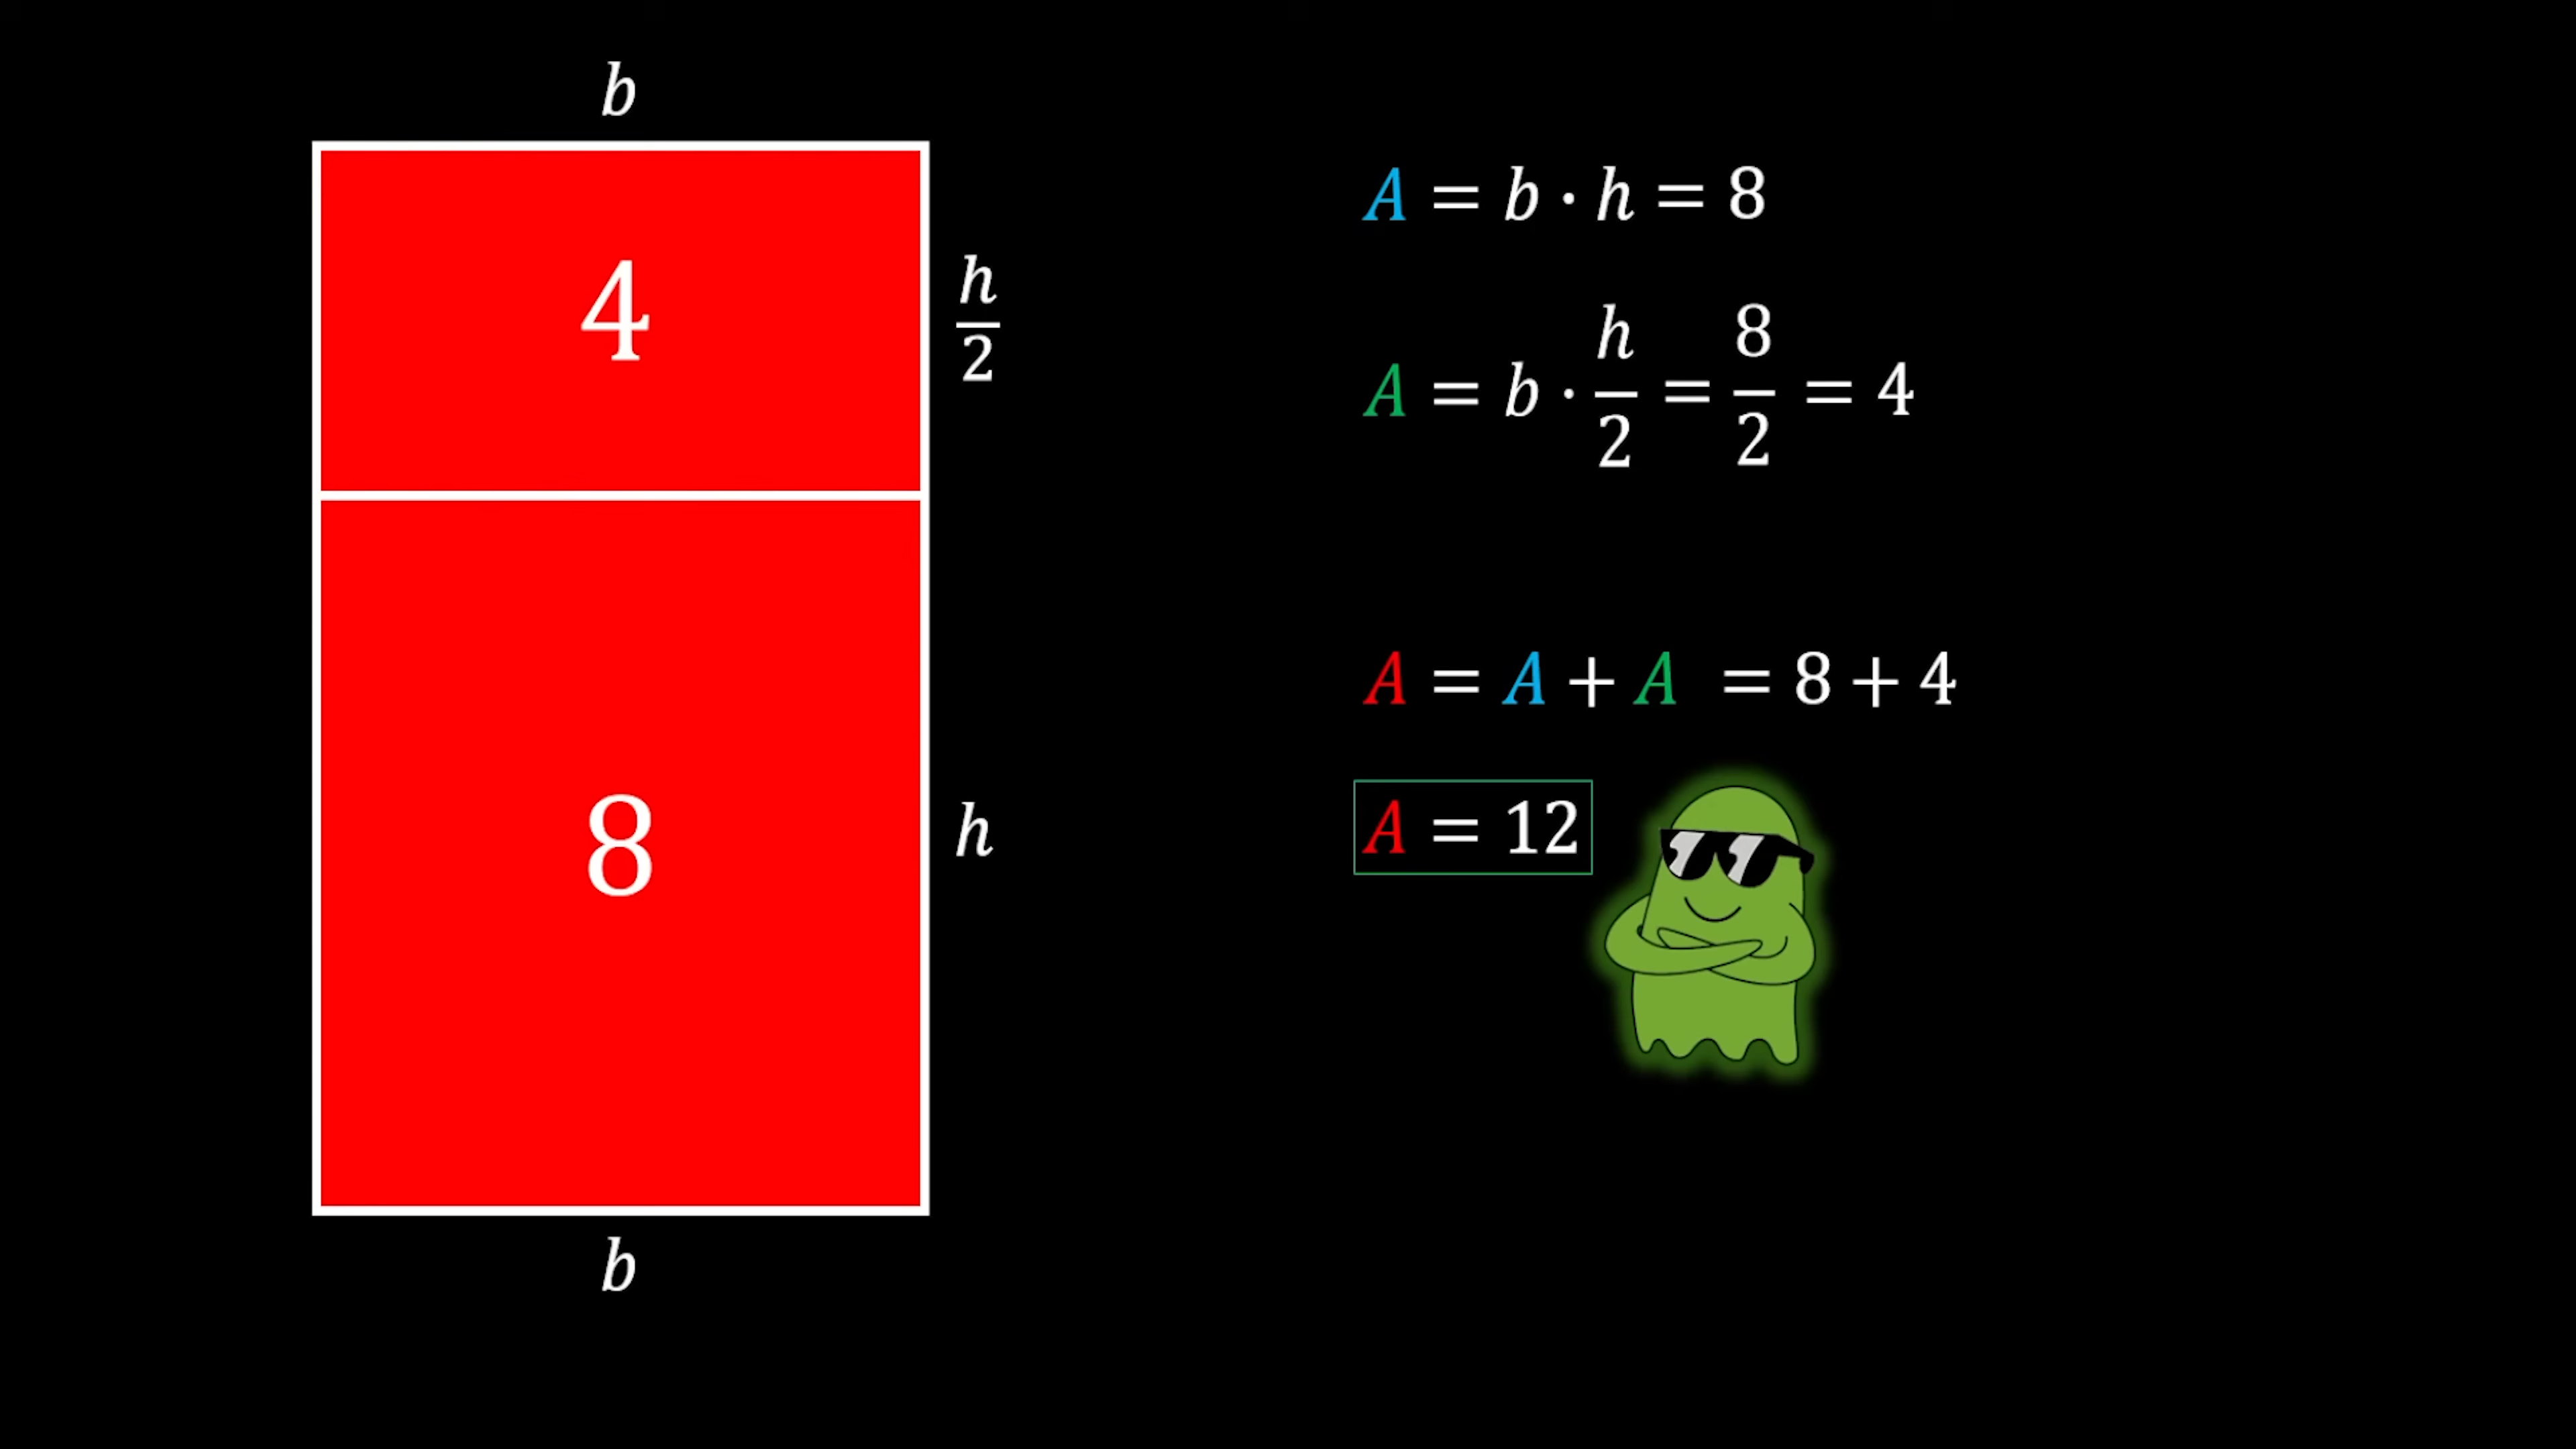 b
4
h/2
8
h
b
A = b · h = 8
A = b · h/2 = 8/2 = 4
A = A + A = 8 + 4
A = 12